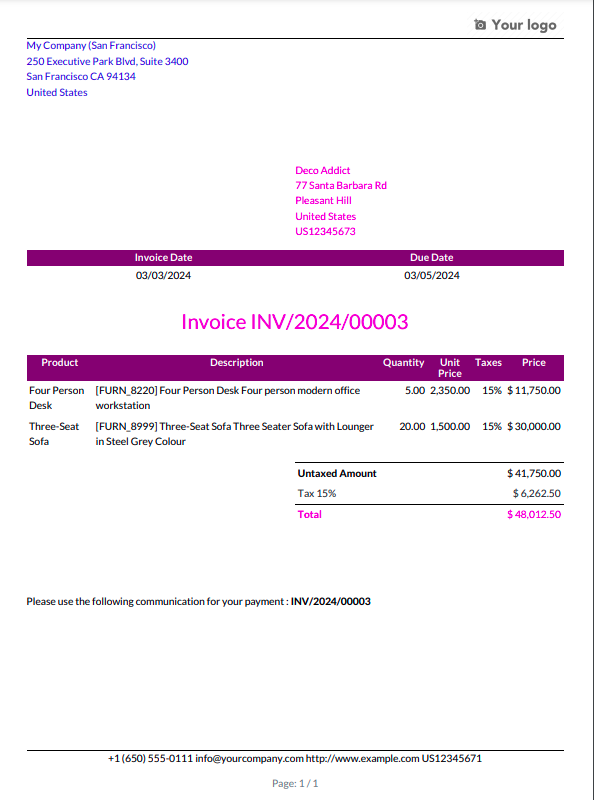 Your logo
My Company (San Francisco)
250 Executive Park Blvd, Suite 3400
San Francisco CA 94134
United States
Deco Addict
77 Santa Barbara Rd
Pleasant Hill
United States
US12345673
Invoice Date Due Date
03/03/2024 03/05/2024
Invoice INV/2024/00003
Product Description Quantity Unit Taxes Price
Price
Four Person [FURN_8220] Four Person Desk Four person modern office 5.00 2,350.00 15% $ 11,750.00
Desk workstation
Three-Seat [FURN_8999] Three-Seat Sofa Three Seater Sofa with Lounger 20.00 1,500.00 15% $ 30,000.00
Sofa in Steel Grey Colour
Untaxed Amount $ 41,750.00
Tax 15% $ 6,262.50
Total $ 48,012.50
Please use the following communication for your payment : INV/2024/00003
+1 (650) 555-0111 info@yourcompany.com http://www.example.com US12345671
Page: 1 / 1